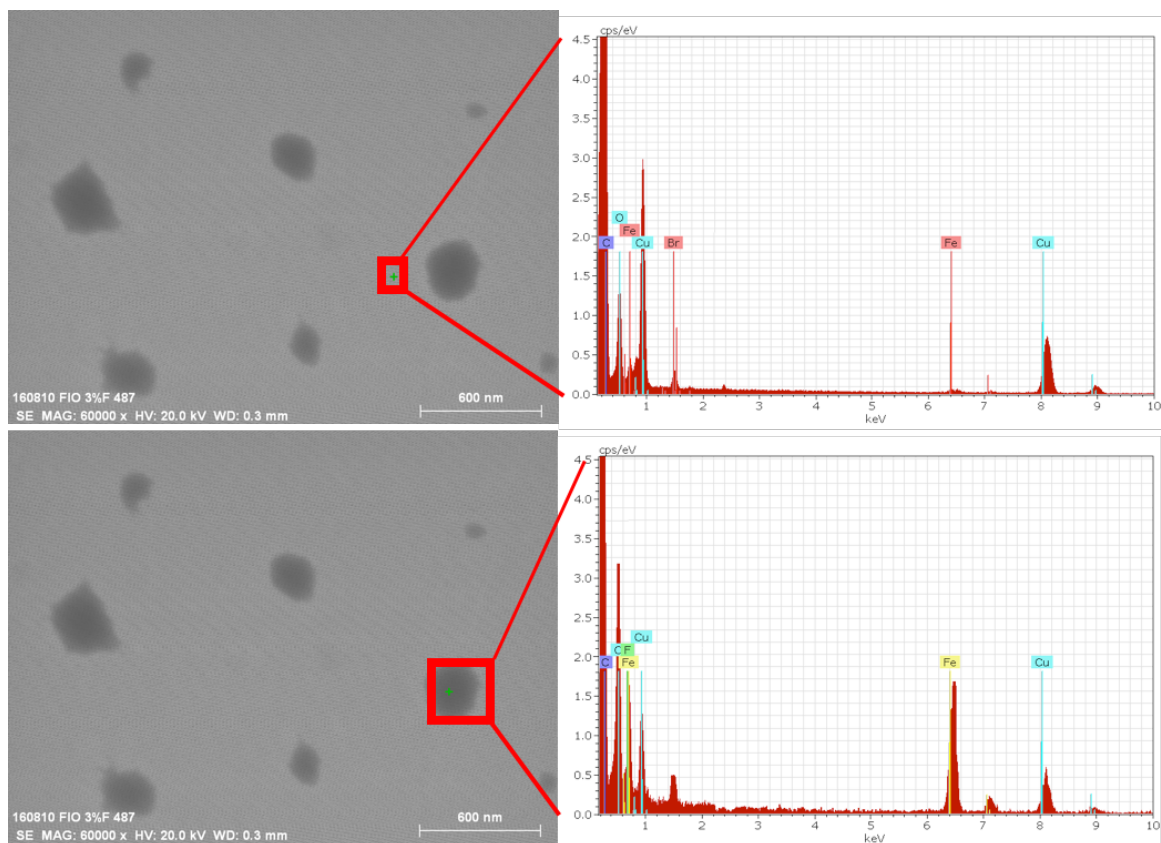 160810 FIO 3%F 487
SE MAG: 60000 x HV: 20.0 kV WD: 0.3 mm
600 nm
cps/eV
4.5
4.0
3.5
3.0
2.5
2.0
1.5
1.0
0.5
0.0
O
Fe
C
Cu
Br
Fe
Cu
1 2 3 4 5 6 7 8 9 10
keV
160810 FIO 3%F 487
SE MAG: 60000 x HV: 20.0 kV WD: 0.3 mm
600 nm
cps/eV
4.5
4.0
3.5
3.0
2.5
2.0
1.5
1.0
0.5
0.0
Cu
F
C
Fe
Fe
Cu
1 2 3 4 5 6 7 8 9 10
keV